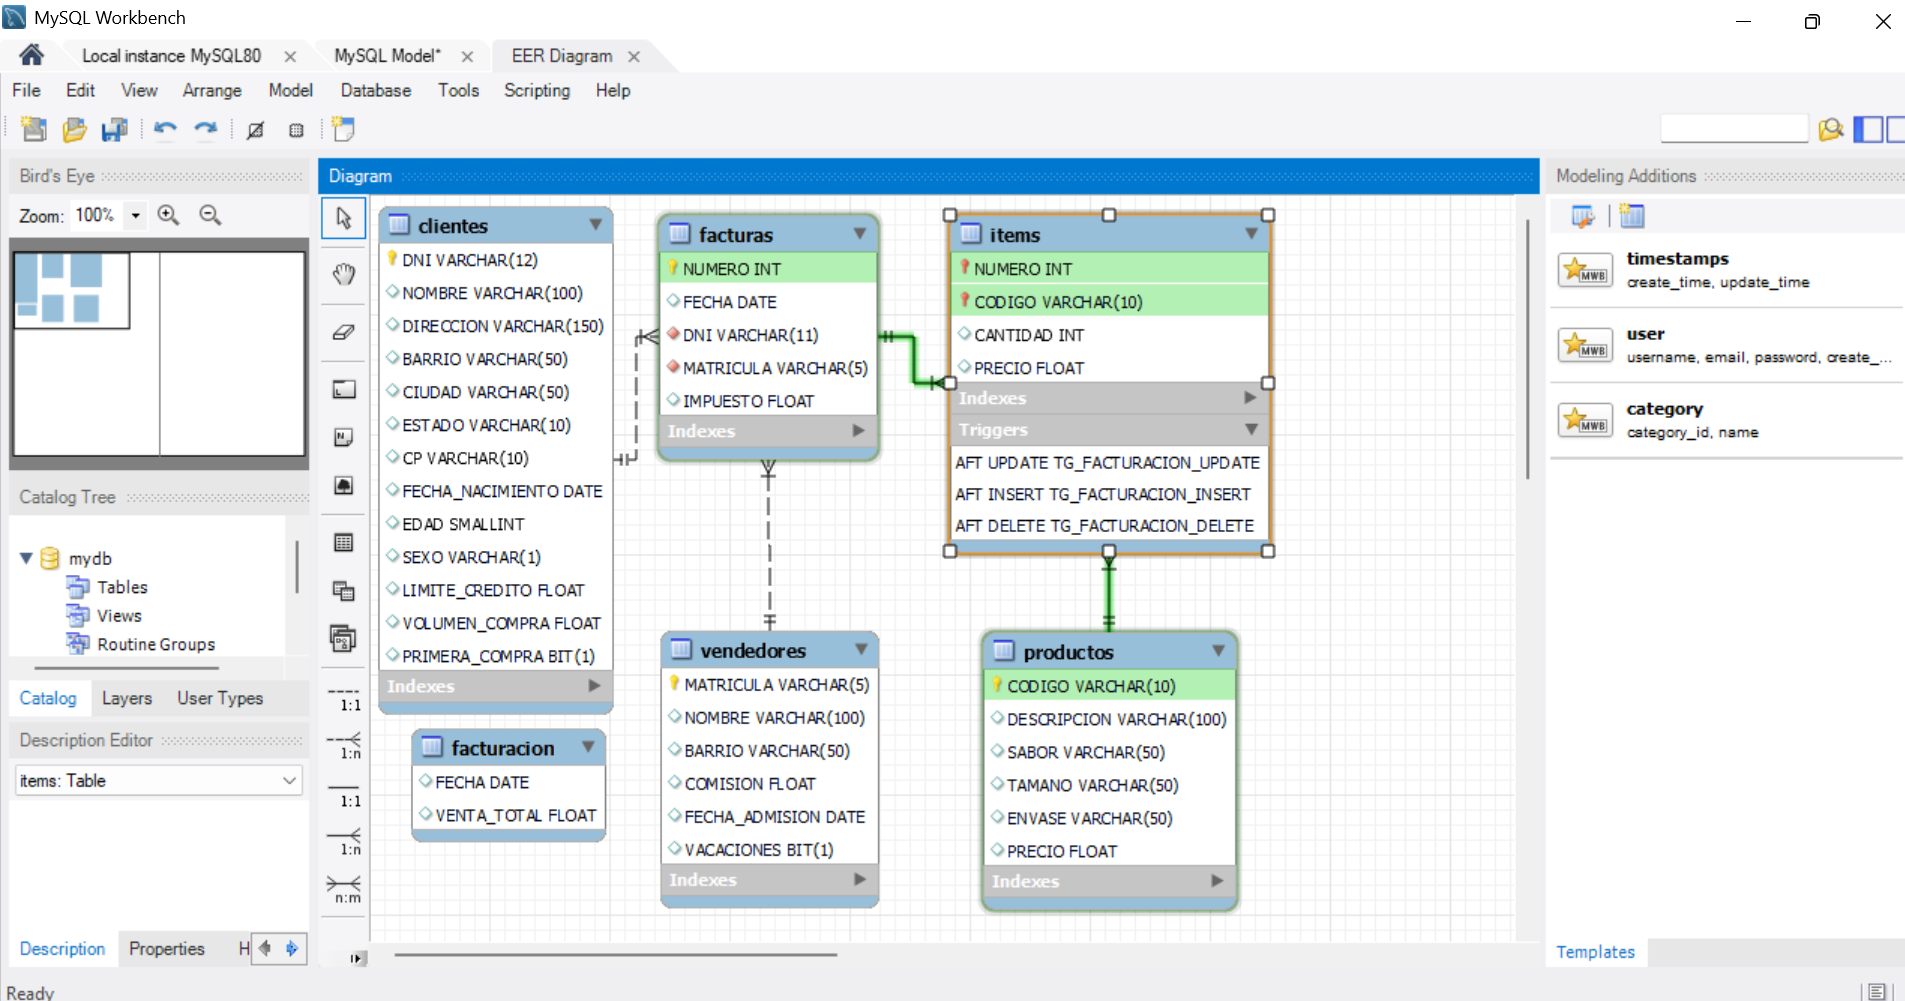 MySQL Workbench
Local instance MySQL80
MySQL Model*
EER Diagram
File Edit View Arrange Model Database Tools Scripting Help
Bird's Eye
Zoom: 100%
Catalog Tree
mydb
Tables
Views
Routine Groups
Catalog Layers User Types
Description Editor
items: Table
Description Properties H
Ready
Diagram
1:1
1:n
1:1
1:n
n:m
clientes
DNI VARCHAR(12)
NOMBRE VARCHAR(100)
DIRECCION VARCHAR(150)
BARRIO VARCHAR(50)
CIUDAD VARCHAR(50)
ESTADO VARCHAR(10)
CP VARCHAR(10)
FECHA_NACIMIENTO DATE
EDAD SMALLINT
SEXO VARCHAR(1)
LIMITE_CREDITO FLOAT
VOLUMEN_COMPRA FLOAT
PRIMERA_COMPRA BIT(1)
Indexes
facturacion
FECHA DATE
VENTA_TOTAL FLOAT
facturas
NUMERO INT
FECHA DATE
DNI VARCHAR(11)
MATRICULA VARCHAR(5)
IMPUESTO FLOAT
Indexes
vendedores
MATRICULA VARCHAR(5)
NOMBRE VARCHAR(100)
BARRIO VARCHAR(50)
COMISION FLOAT
FECHA_ADMISION DATE
VACACIONES BIT(1)
Indexes
items
NUMERO INT
CODIGO VARCHAR(10)
CANTIDAD INT
PRECIO FLOAT
Indexes
Triggers
AFT UPDATE TG_FACTURACION_UPDATE
AFT INSERT TG_FACTURACION_INSERT
AFT DELETE TG_FACTURACION_DELETE
productos
CODIGO VARCHAR(10)
DESCRIPCION VARCHAR(100)
SABOR VARCHAR(50)
TAMANO VARCHAR(50)
ENVASE VARCHAR(50)
PRECIO FLOAT
Indexes
Modeling Additions
MWB
timestamps
create_time, update_time
MWB
user
username, email, password, create_...
MWB
category
category_id, name
Templates